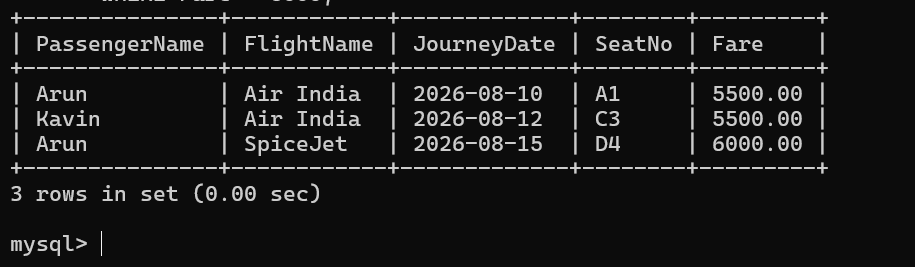 +---------------+------------+-------------+--------+---------+
| PassengerName | FlightName | JourneyDate | SeatNo | Fare    |
+---------------+------------+-------------+--------+---------+
| Arun          | Air India  | 2026-08-10  | A1     | 5500.00 |
| Kavin         | Air India  | 2026-08-12  | C3     | 5500.00 |
| Arun          | SpiceJet   | 2026-08-15  | D4     | 6000.00 |
+---------------+------------+-------------+--------+---------+
3 rows in set (0.00 sec)
mysql>